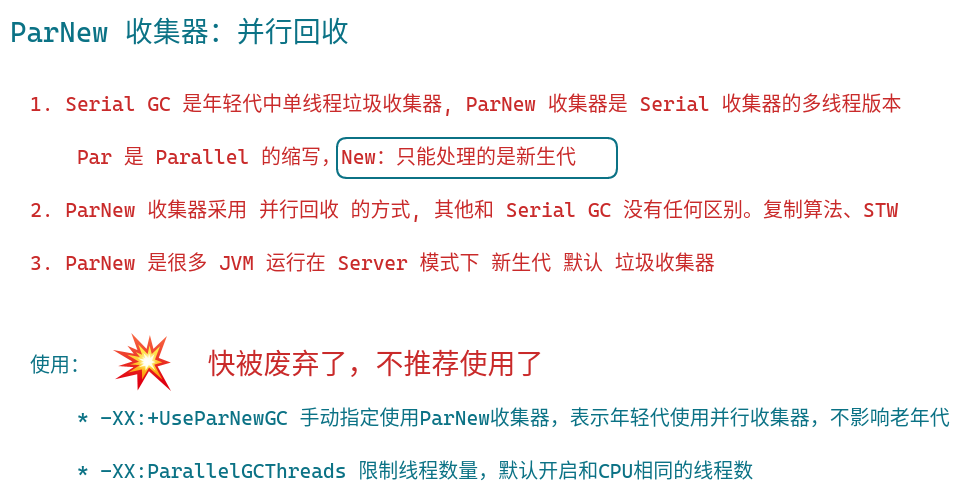 ParNew 收集器：并行回收
1. Serial GC 是年轻代中单线程垃圾收集器, ParNew 收集器是 Serial 收集器的多线程版本
Par 是 Parallel 的缩写，New：只能处理的是新生代
2. ParNew 收集器采用 并行回收 的方式, 其他和 Serial GC 没有任何区别。复制算法、STW
3. ParNew 是很多 JVM 运行在 Server 模式下 新生代 默认 垃圾收集器
使用： 快被废弃了，不推荐使用了
* -XX:+UseParNewGC 手动指定使用ParNew收集器，表示年轻代使用并行收集器，不影响老年代
* -XX:ParallelGCThreads 限制线程数量，默认开启和CPU相同的线程数